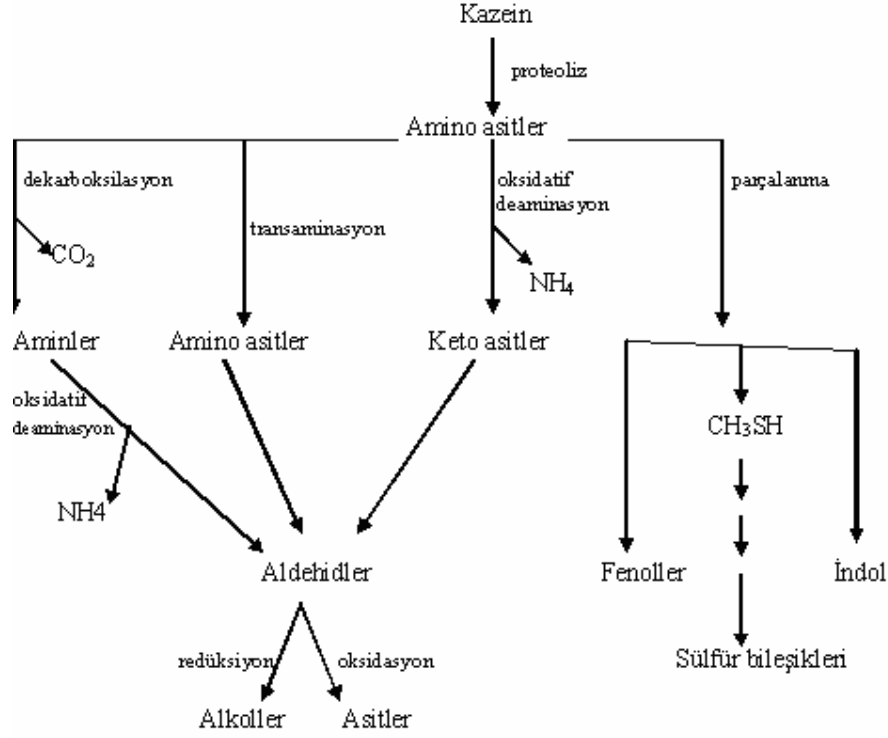 Kazein
proteoliz
Amino asitler
dekarboksilasyon
oksidatif
deaminasyon
parçalanma
transaminasyon
CO₂
NH₄
Aminler
Amino asitler
Keto asitler
oksidatif
deaminasyon
CH₃SH
NH4
Aldehidler
Fenoller
İndol
redüksiyon
oksidasyon
Sülfür bileşikleri
Alkoller
Asitler